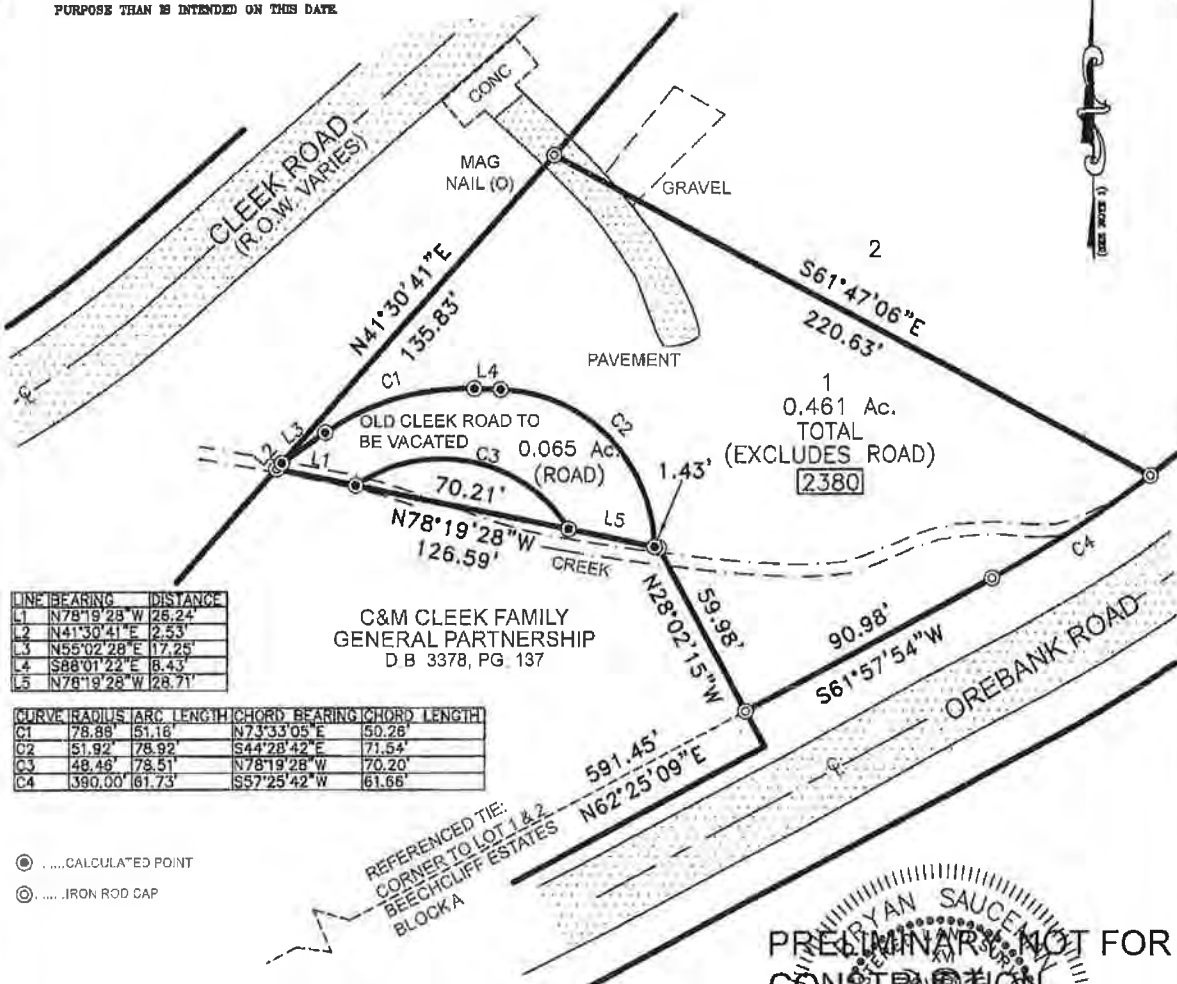 PURPOSE THAN IS INTENDED ON THIS DATE
CLEEK ROAD
(R.O.W. VARIES)
CONC
MAG
NAIL (O)
GRAVEL
(SEE NOTE 1)
2
N41°30'41"E
135.83'
S61°47'06"E
220.63'
PAVEMENT
1
0.461 Ac.
TOTAL
(EXCLUDES ROAD)
2380
C1
L4
C2
OLD CLEEK ROAD TO
BE VACATED
0.065 Ac.
(ROAD)
L3
L2
L1
C3
1.43'
70.21'
L5
N78°19'28"W
126.59'
CREEK
C4
N28°02'15"W
59.98'
90.98'
S61°57'54"W
OREBANK ROAD
C&M CLEEK FAMILY
GENERAL PARTNERSHIP
D.B. 3378, PG. 137
LINE BEARING DISTANCE
L1 N78°19'28"W 26.24'
L2 N41°30'41"E 2.53'
L3 N55°02'28"E 17.25'
L4 S88°01'22"E 8.43'
L5 N78°19'28"W 28.71'
CURVE RADIUS ARC LENGTH CHORD BEARING CHORD LENGTH
C1 78.88' 51.16' N73°33'05"E 50.26'
C2 51.92' 78.92' S44°28'42"E 71.54'
C3 48.46' 78.51' N78°19'28"W 70.20'
C4 390.00' 61.73' S57°25'42"W 61.66'
591.45'
N62°25'09"E
REFERENCED TIE:
CORNER TO LOT 1 & 2
BEECHCLIFF ESTATES
BLOCK A
.....CALCULATED POINT
......IRON ROD CAP
RYAN SAUCEMAN
PRELIMINARY NOT FOR
CONSTRUCTION